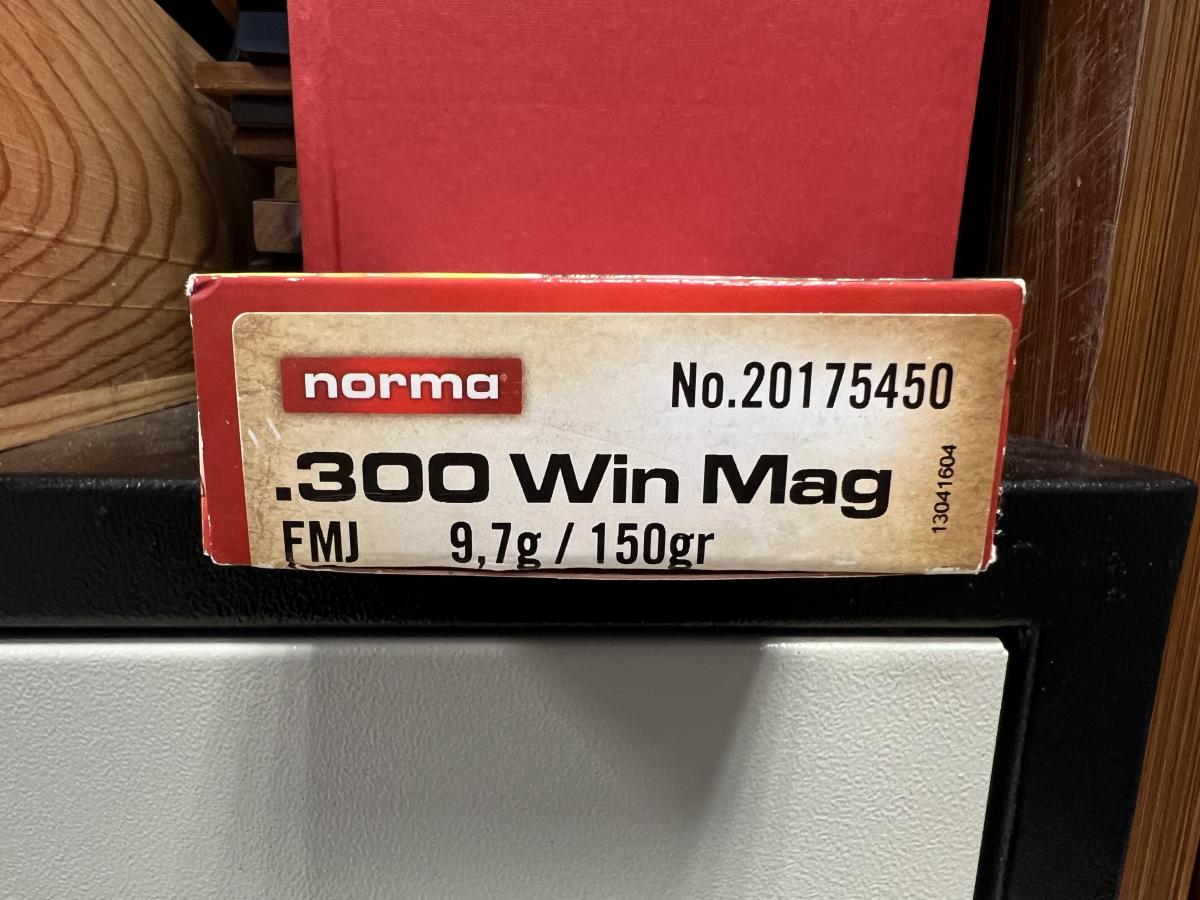 norma
No.20175450
.300 Win Mag
FMJ 9,7g / 150gr
13041604